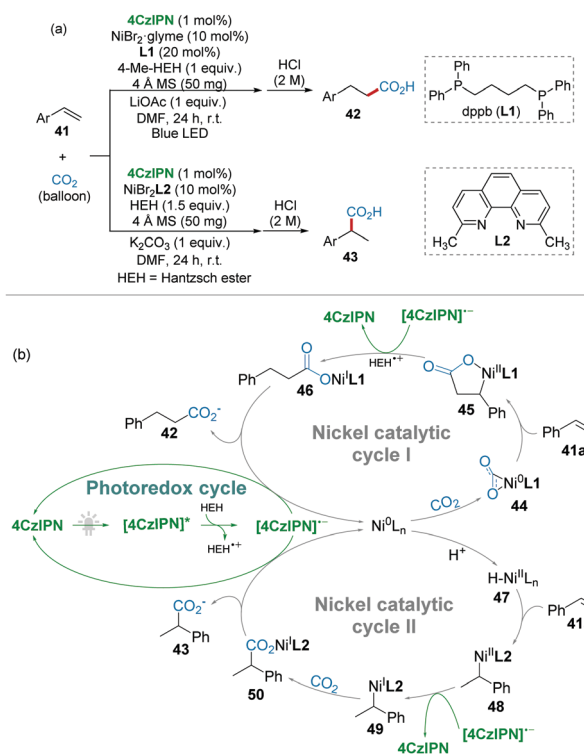 (a)
4CzIPN (1 mol%)
NiBr2·glyme (10 mol%)
L1 (20 mol%)
4-Me-HEH (1 equiv.)
4 Å MS (50 mg)
LiOAc (1 equiv.)
DMF, 24 h, r.t.
Blue LED
HCl
(2 M)
Ar
CO2H
42
Ph
P
Ph
Ph
P
Ph
dppb (L1)
Ar
41
+
CO2
(balloon)
4CzIPN (1 mol%)
NiBr2L2 (10 mol%)
HEH (1.5 equiv.)
4 Å MS (50 mg)
K2CO3 (1 equiv.)
DMF, 24 h, r.t.
HEH = Hantzsch ester
HCl
(2 M)
CO2H
Ar
43
N N
CH3 L2 CH3
(b)
4CzIPN [4CzIPN]•−
HEH•+
O
Ph ONiIL1
46
O
O
NiIIL1
Ph
45
Ph CO2-
42
Nickel catalytic
cycle I
Ph
41a
O
O
Ni0L1
44
CO2
Photoredox cycle
4CzIPN [4CzIPN]* HEH [4CzIPN]•−
HEH•+
Ni0Ln
H+
H-NiIILn
47
41
Nickel catalytic
cycle II
CO2-
Ph
43
CO2NiIL2
Ph
50
CO2
NiIL2
Ph
49
NiIIL2
Ph
48
4CzIPN [4CzIPN]•−